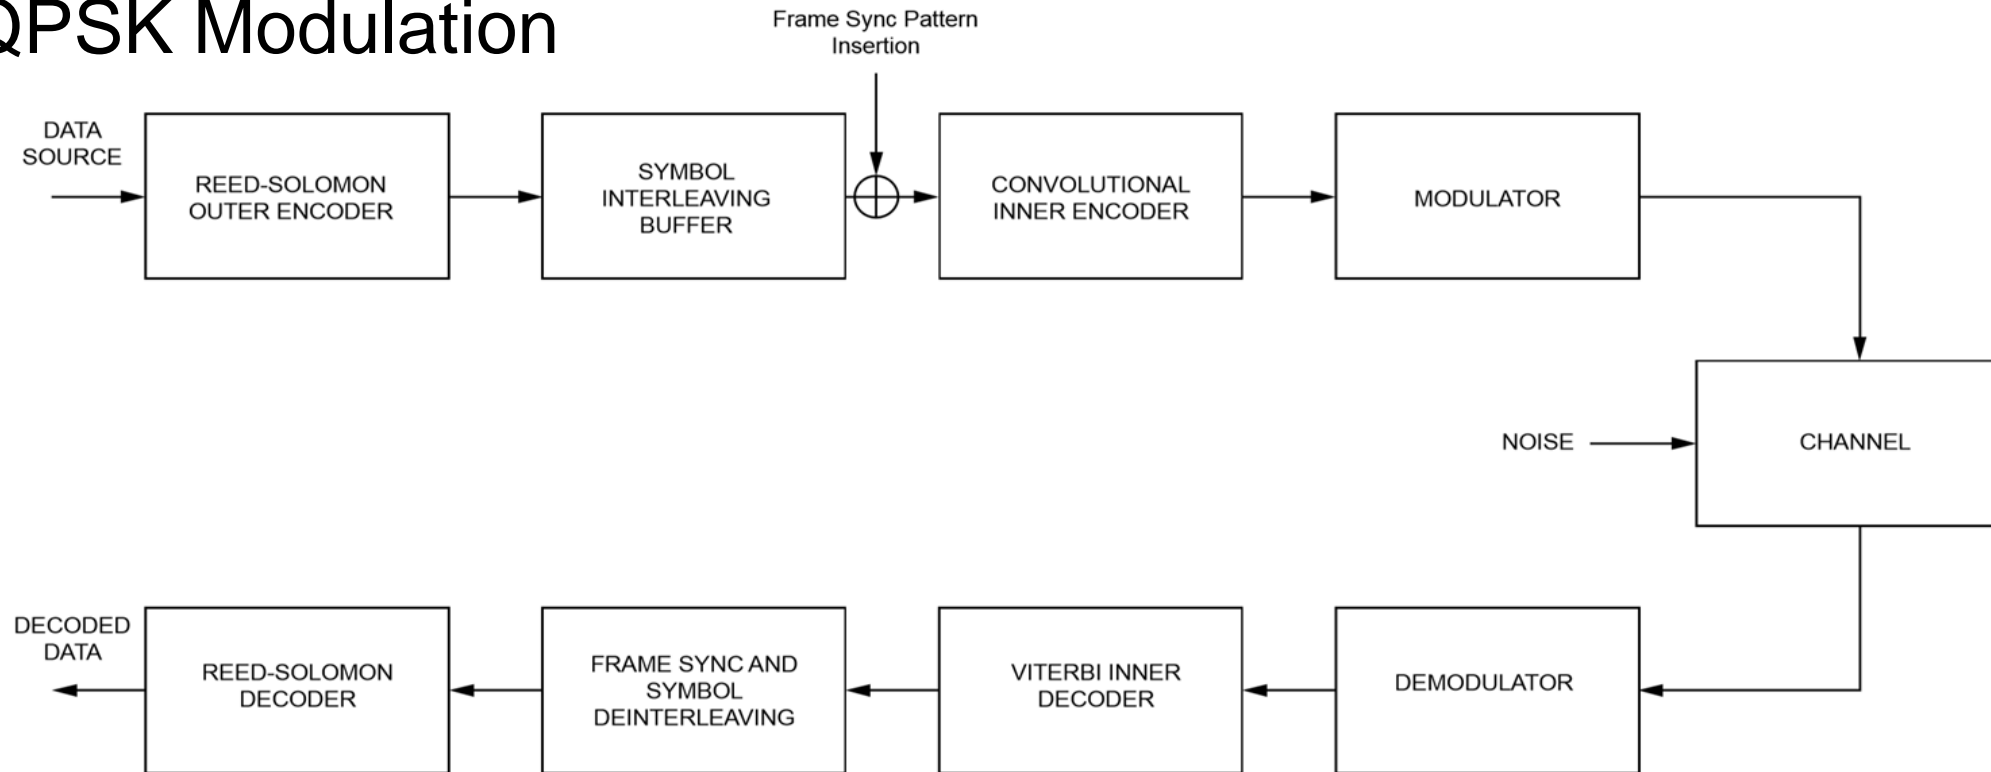 QPSK Modulation
Frame Sync Pattern
Insertion
DATA
SOURCE
REED-SOLOMON
OUTER ENCODER
SYMBOL
INTERLEAVING
BUFFER
CONVOLUTIONAL
INNER ENCODER
MODULATOR
NOISE
CHANNEL
DECODED
DATA
REED-SOLOMON
DECODER
FRAME SYNC AND
SYMBOL
DEINTERLEAVING
VITERBI INNER
DECODER
DEMODULATOR